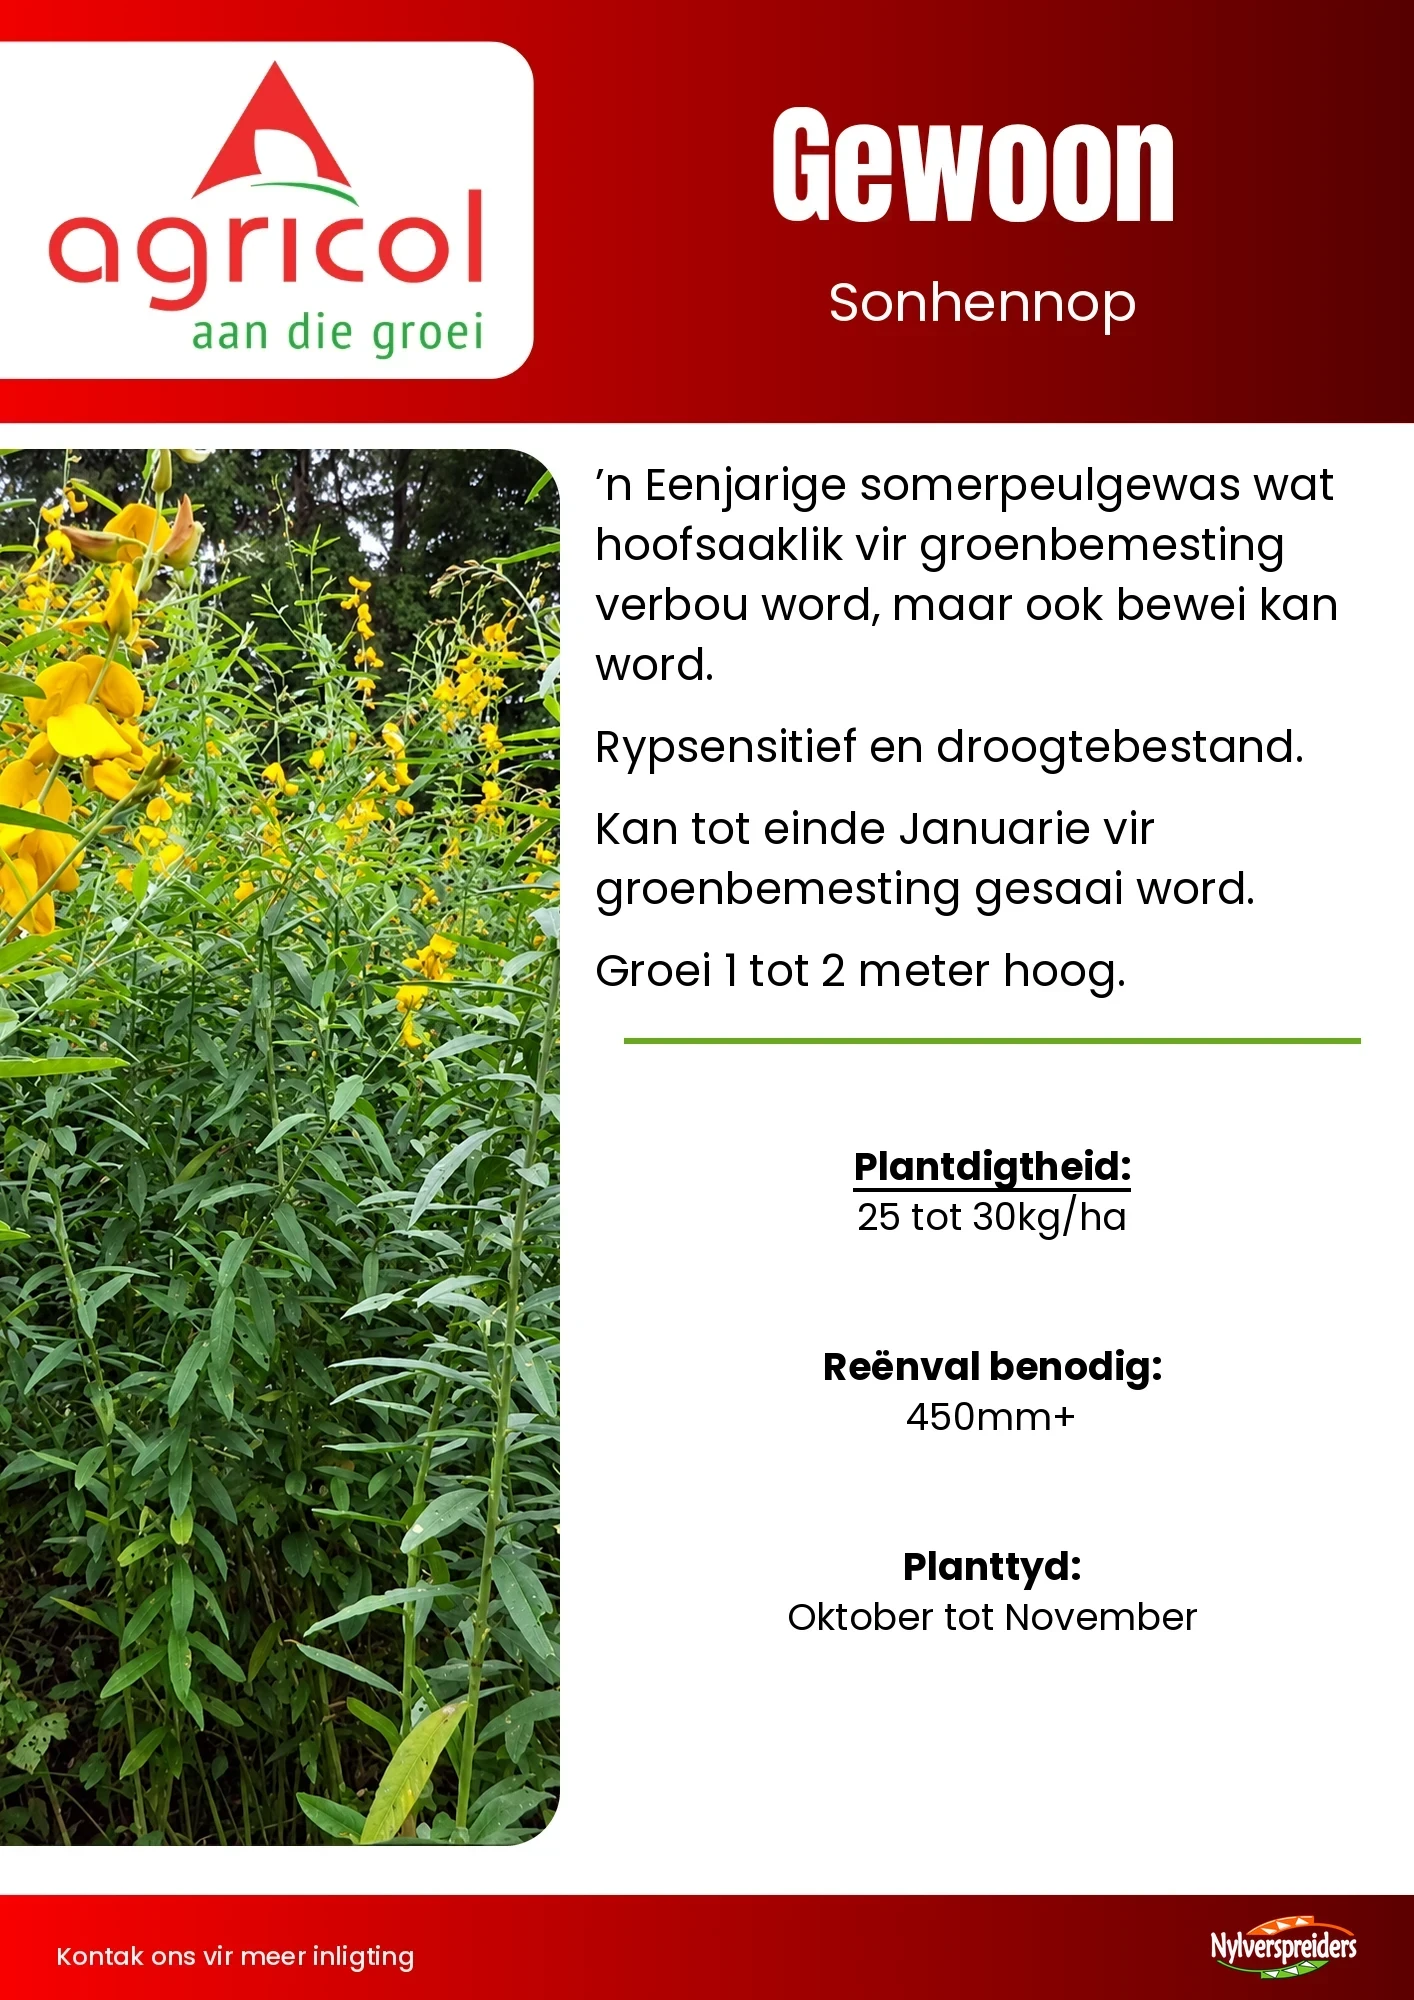 agricol
aan die groei
Gewoon
Sonhennop
’n Eenjarige somerpeulgewas wat
hoofsaaklik vir groenbemesting
verbou word, maar ook bewei kan
word.
Rypsensitief en droogtebestand.
Kan tot einde Januarie vir
groenbemesting gesaai word.
Groei 1 tot 2 meter hoog.
Plantdigtheid:
25 tot 30kg/ha
Reënval benodig:
450mm+
Planttyd:
Oktober tot November
Kontak ons vir meer inligting
Nylverspreiders